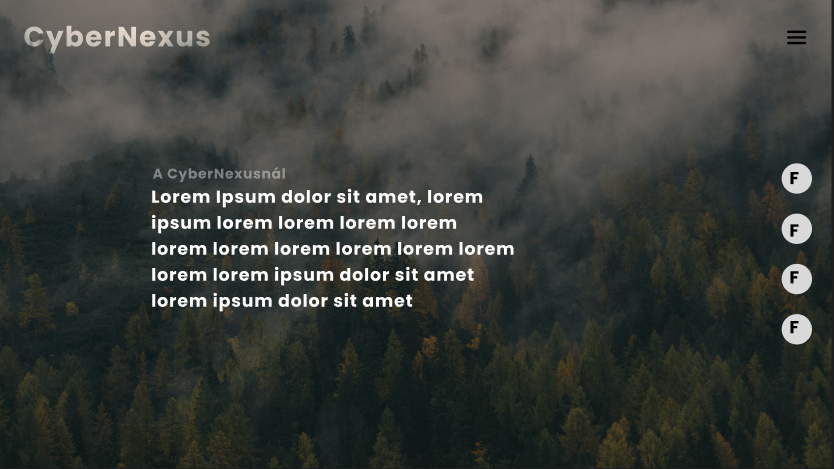 CyberNexus
A CyberNexusnál
Lorem Ipsum dolor sit amet, lorem
ipsum lorem lorem lorem lorem
lorem lorem lorem lorem lorem lorem
lorem lorem ipsum dolor sit amet
lorem ipsum dolor sit amet
F
F
F
F